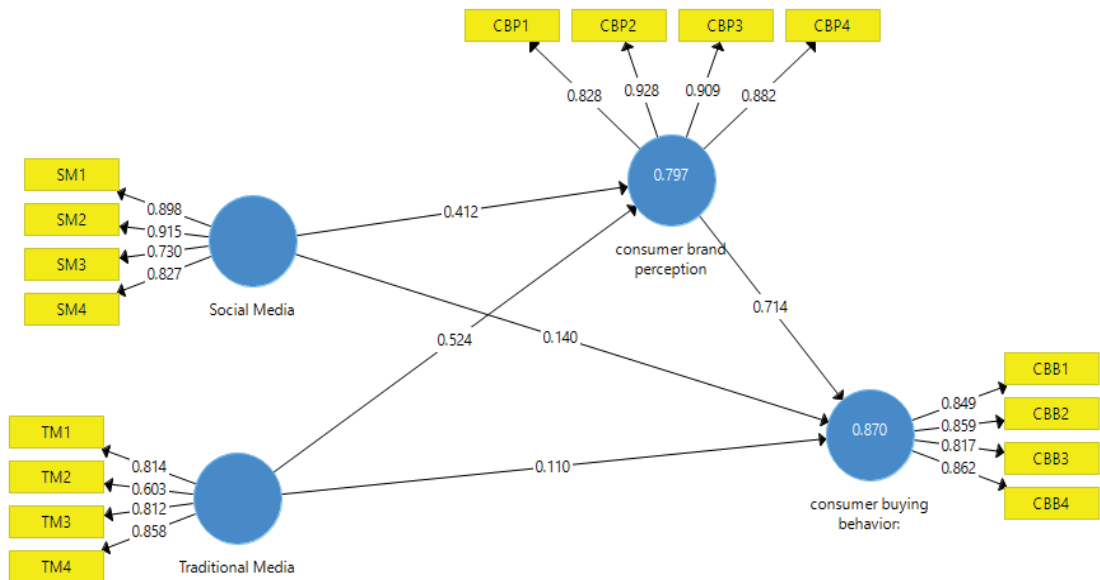 CBP1 CBP2 CBP3 CBP4
0.828 0.928 0.909 0.882
0.797
consumer brand
perception
SM1
SM2
SM3
SM4
0.898
0.915
0.730
0.827
Social Media
0.412
0.524
0.140
0.714
0.110
TM1
TM2
TM3
TM4
0.814
0.603
0.812
0.858
Traditional Media
0.870
consumer buying
behavior:
0.849
0.859
0.817
0.862
CBB1
CBB2
CBB3
CBB4